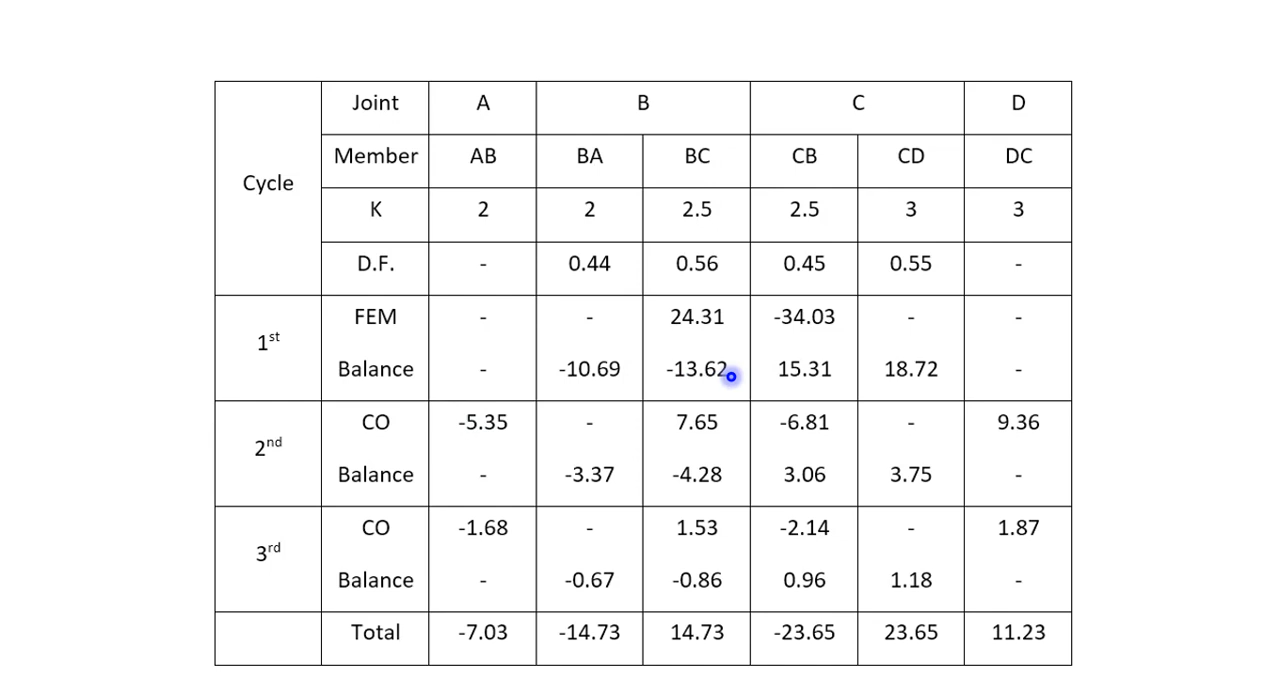 Joint A B C D
Member AB BA BC CB CD DC
Cycle
K 2 2 2.5 2.5 3 3
D.F. - 0.44 0.56 0.45 0.55 -
FEM - - 24.31 -34.03 - -
1st
Balance - -10.69 -13.62 15.31 18.72 -
CO -5.35 - 7.65 -6.81 - 9.36
2nd
Balance - -3.37 -4.28 3.06 3.75 -
CO -1.68 - 1.53 -2.14 - 1.87
3rd
Balance - -0.67 -0.86 0.96 1.18 -
Total -7.03 -14.73 14.73 -23.65 23.65 11.23